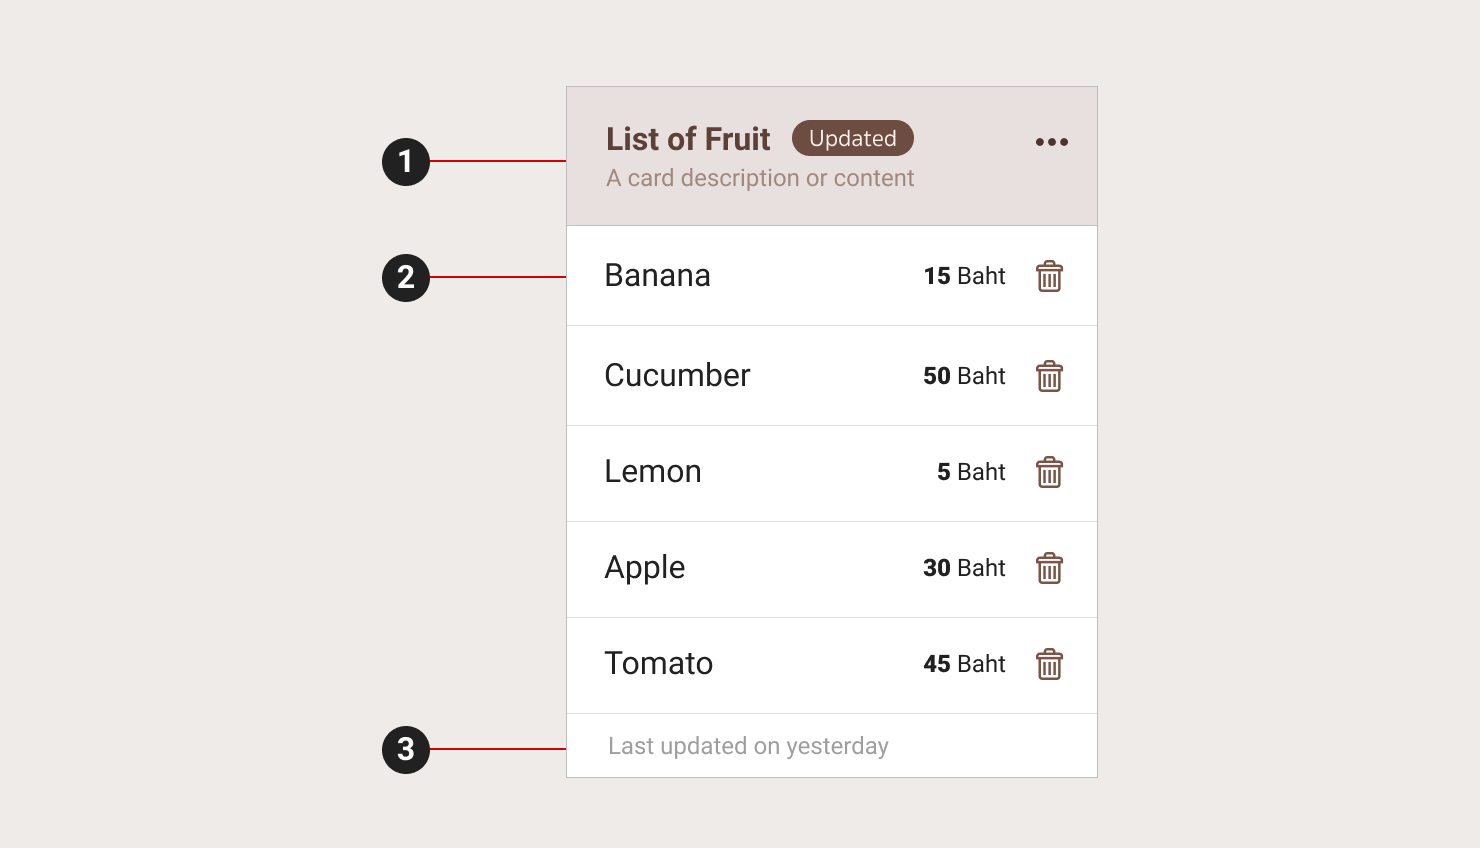 1
List of Fruit Updated
A card description or content
2
Banana 15 Baht
Cucumber 50 Baht
Lemon 5 Baht
Apple 30 Baht
Tomato 45 Baht
3
Last updated on yesterday